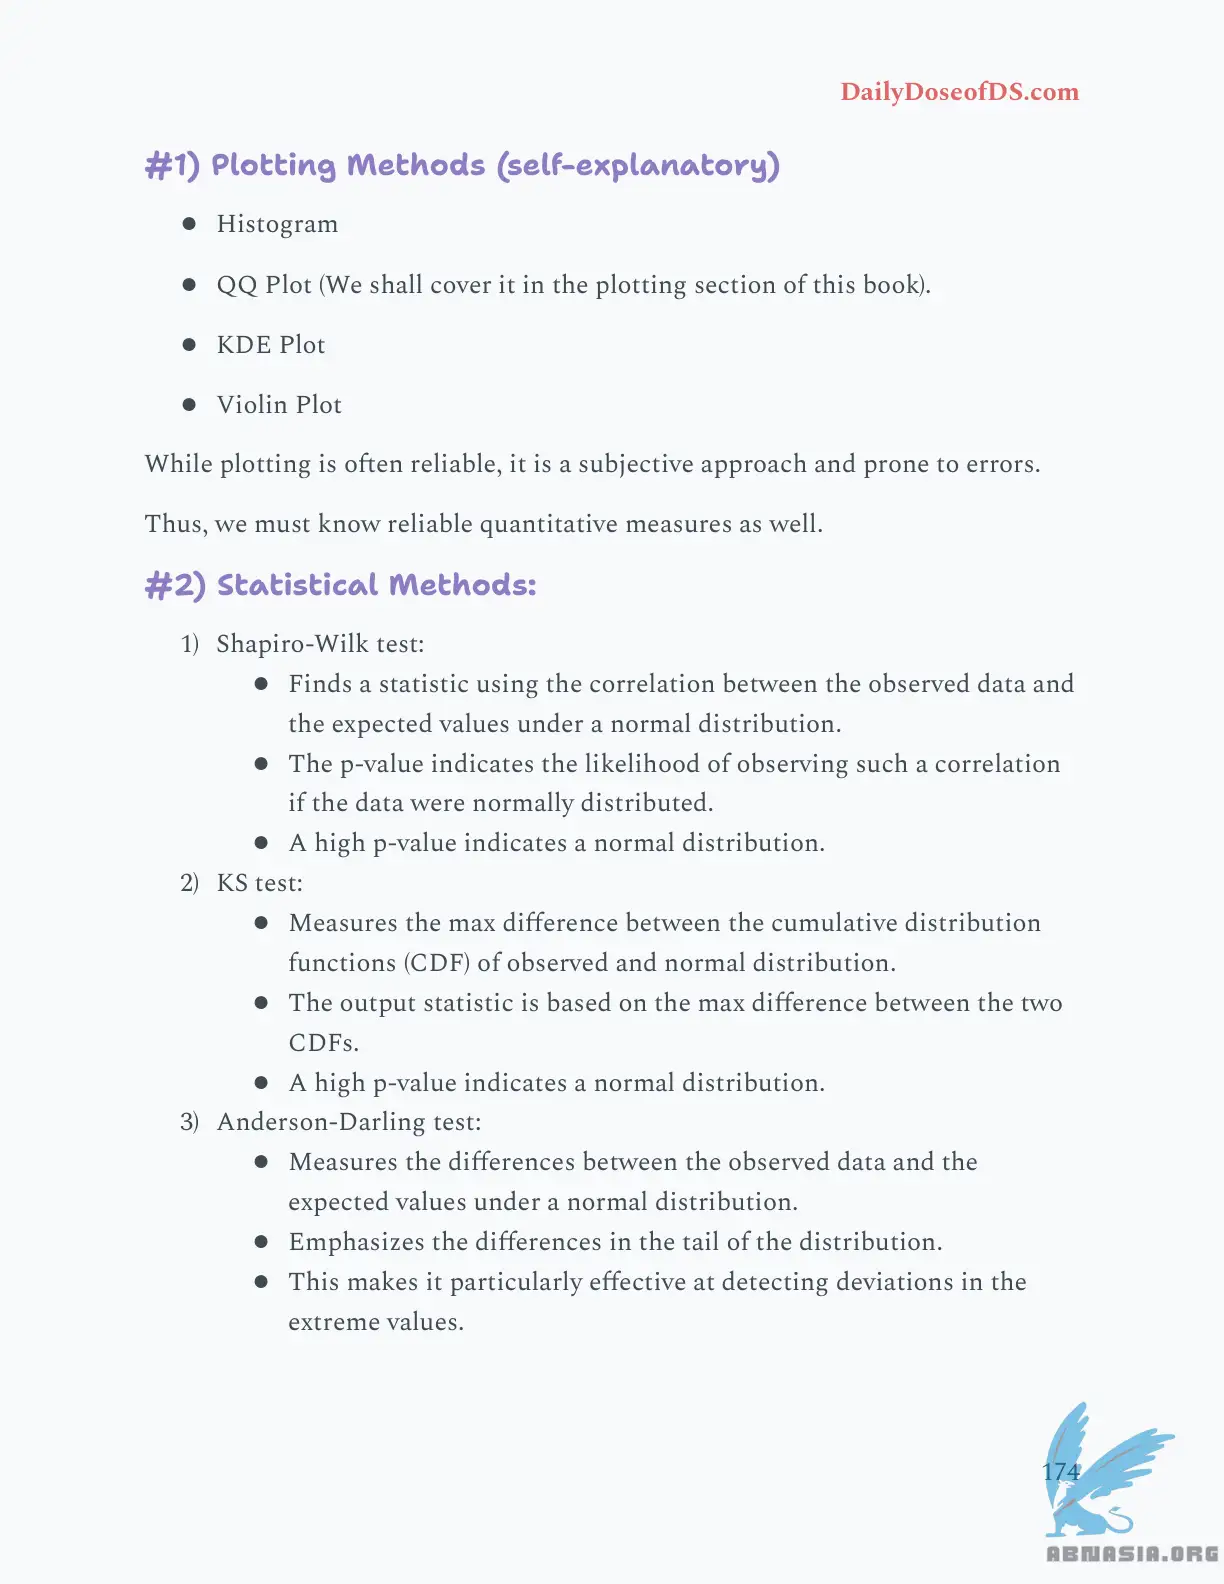 DailyDoseofDS.com
#1) Plotting Methods (self-explanatory)
● Histogram
● QQ Plot (We shall cover it in the plotting section of this book).
● KDE Plot
● Violin Plot
While plotting is often reliable, it is a subjective approach and prone to errors.
Thus, we must know reliable quantitative measures as well.
#2) Statistical Methods:
1) Shapiro-Wilk test:
● Finds a statistic using the correlation between the observed data and
the expected values under a normal distribution.
● The p-value indicates the likelihood of observing such a correlation
if the data were normally distributed.
● A high p-value indicates a normal distribution.
2) KS test:
● Measures the max difference between the cumulative distribution
functions (CDF) of observed and normal distribution.
● The output statistic is based on the max difference between the two
CDFs.
● A high p-value indicates a normal distribution.
3) Anderson-Darling test:
● Measures the differences between the observed data and the
expected values under a normal distribution.
● Emphasizes the differences in the tail of the distribution.
● This makes it particularly effective at detecting deviations in the
extreme values.
174
ABNASIA.ORG